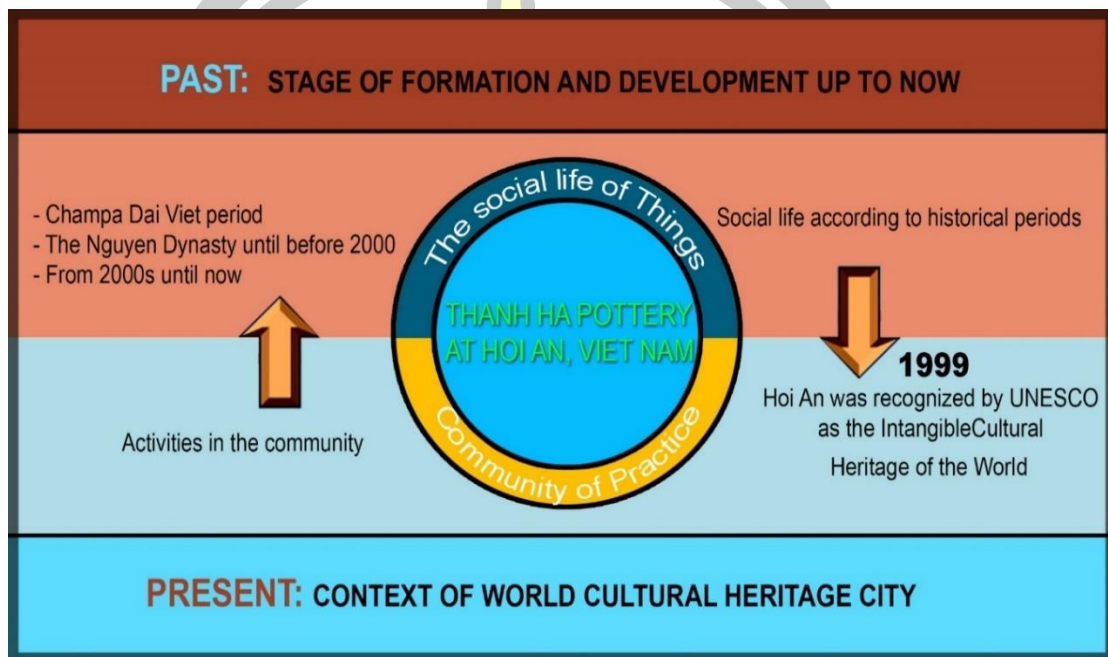 PAST: STAGE OF FORMATION AND DEVELOPMENT UP TO NOW
- Champa Dai Viet period
- The Nguyen Dynasty until before 2000
- From 2000s until now
Activities in the community
The social life of Things
THANH HA POTTERY
AT HOI AN, VIET NAM
Community of Practice
Social life according to historical periods
1999
Hoi An was recognized by UNESCO
as the IntangibleCultural
Heritage of the World
PRESENT: CONTEXT OF WORLD CULTURAL HERITAGE CITY